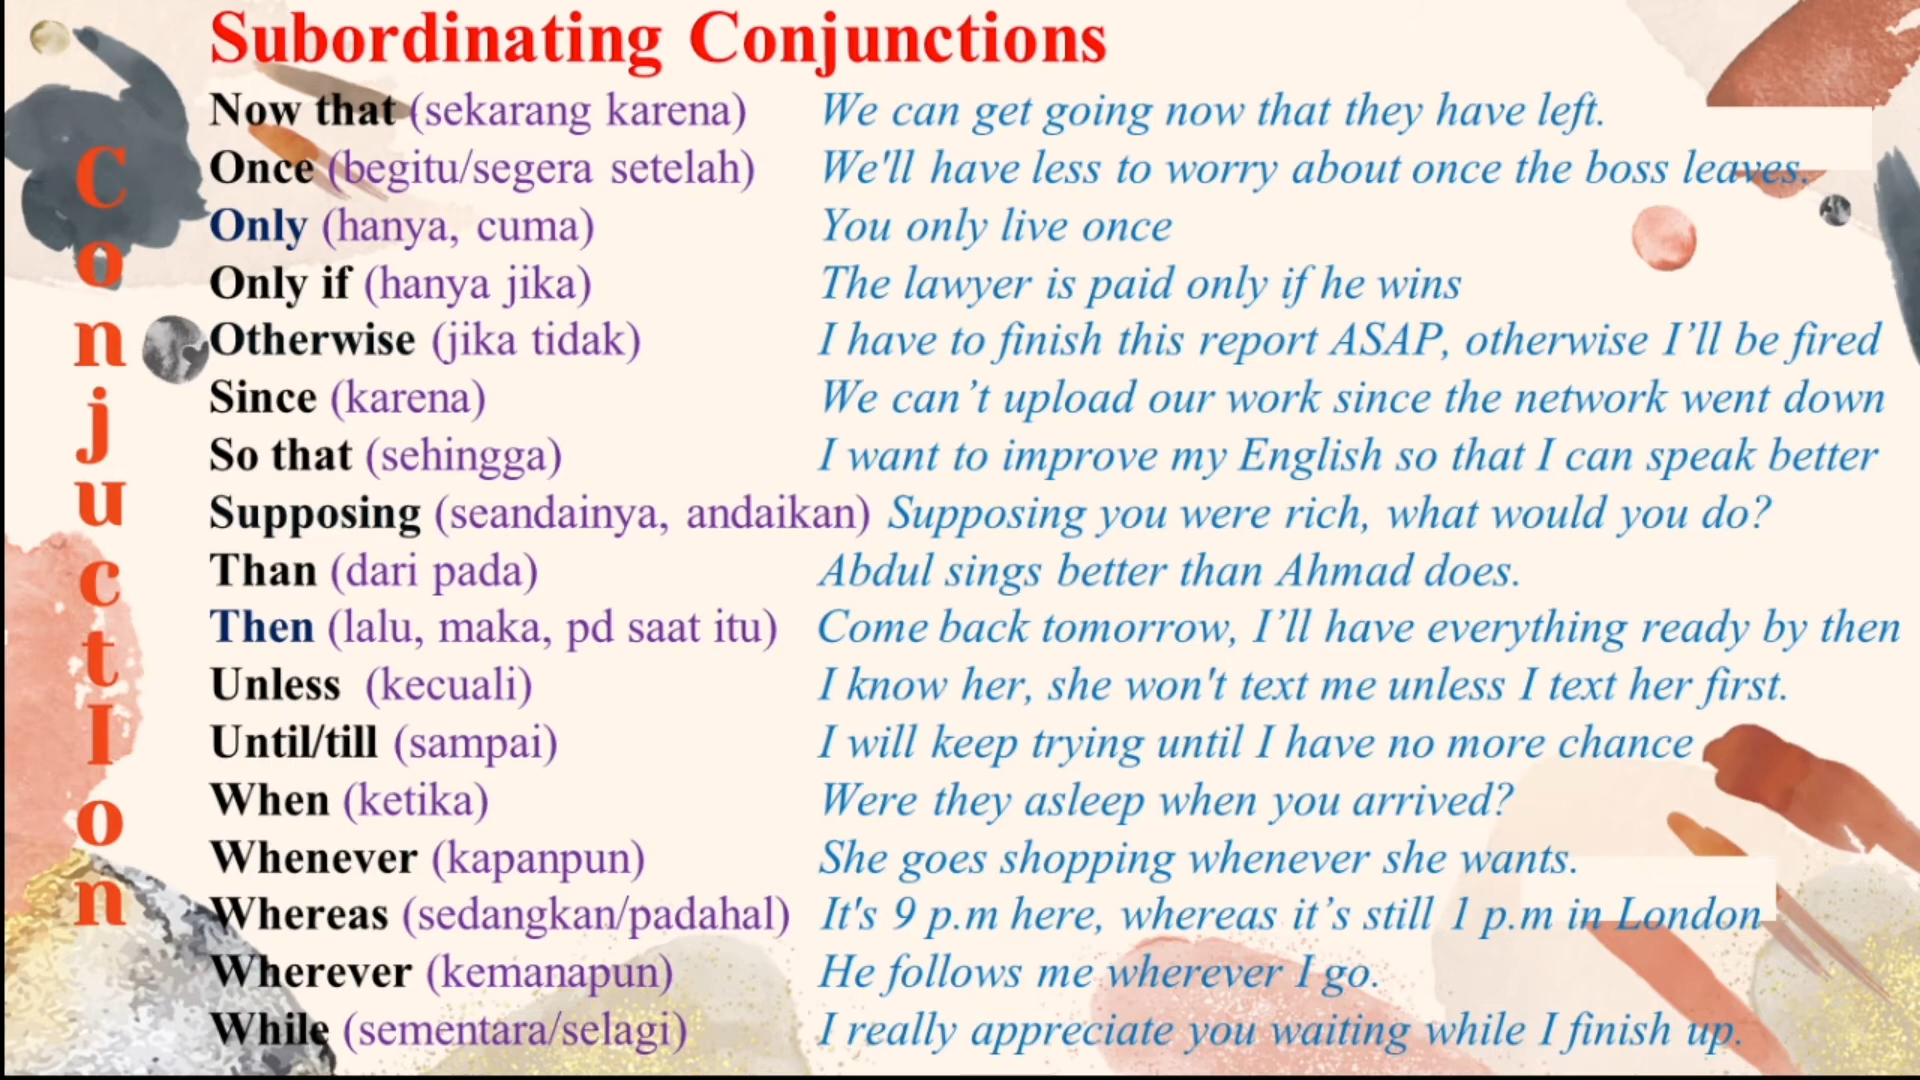 Subordinating Conjunctions
Conjuctıon
Now that (sekarang karena) We can get going now that they have left.
Once (begitu/segera setelah) We'll have less to worry about once the boss leaves.
Only (hanya, cuma) You only live once
Only if (hanya jika) The lawyer is paid only if he wins
Otherwise (jika tidak) I have to finish this report ASAP, otherwise I’ll be fired
Since (karena) We can’t upload our work since the network went down
So that (sehingga) I want to improve my English so that I can speak better
Supposing (seandainya, andaikan) Supposing you were rich, what would you do?
Than (dari pada) Abdul sings better than Ahmad does.
Then (lalu, maka, pd saat itu) Come back tomorrow, I’ll have everything ready by then
Unless (kecuali) I know her, she won't text me unless I text her first.
Until/till (sampai) I will keep trying until I have no more chance
When (ketika) Were they asleep when you arrived?
Whenever (kapanpun) She goes shopping whenever she wants.
Whereas (sedangkan/padahal) It's 9 p.m here, whereas it’s still 1 p.m in London
Wherever (kemanapun) He follows me wherever I go.
While (sementara/selagi) I really appreciate you waiting while I finish up.